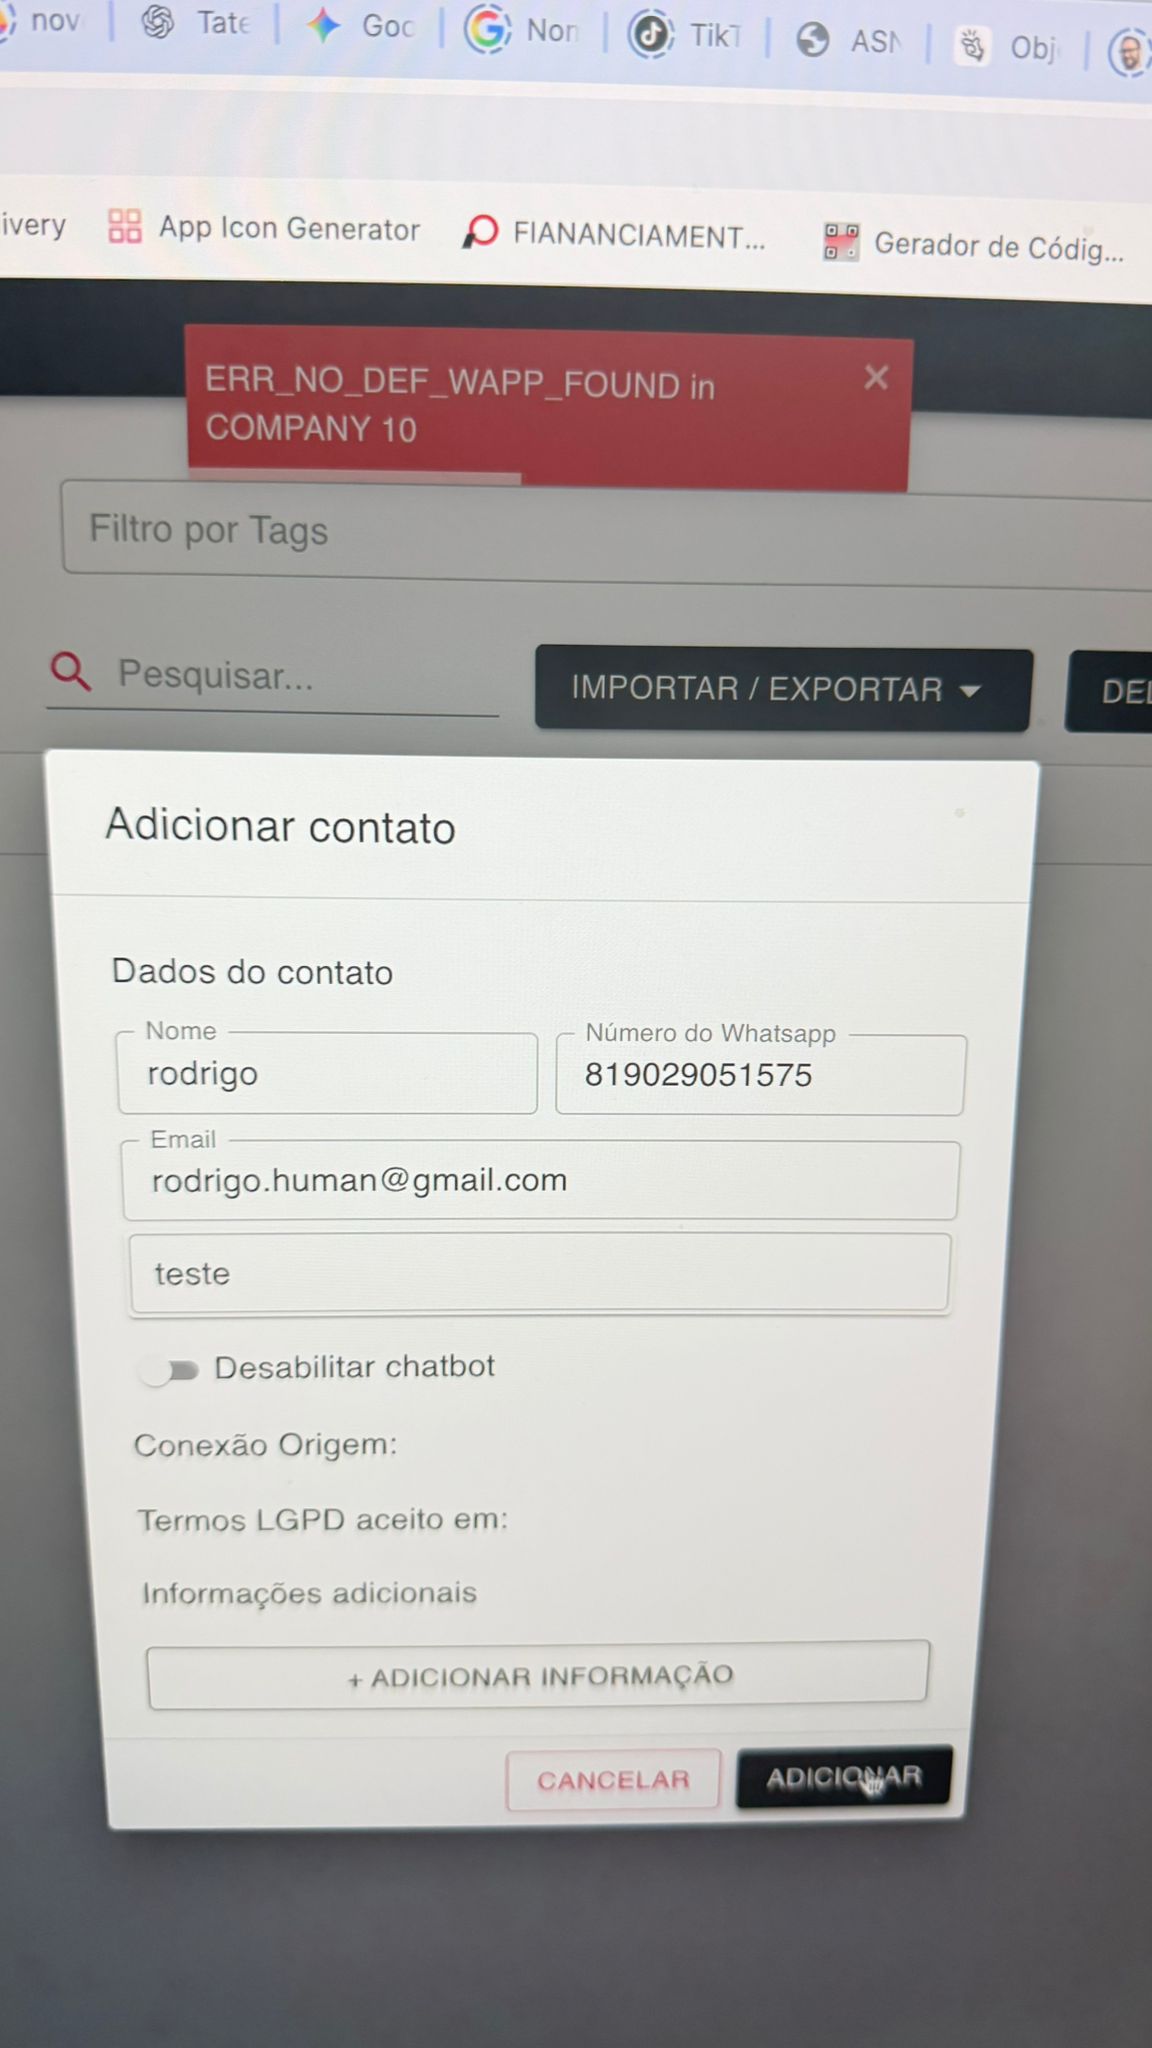 nov
Tate
Goo
Non
TikT
ASN
Obj
ivery
App Icon Generator
FIANANCIAMENT...
Gerador de Códig...
ERR_NO_DEF_WAPP_FOUND in
COMPANY 10
Filtro por Tags
Pesquisar...
IMPORTAR / EXPORTAR
DEL
Adicionar contato
Dados do contato
Nome
rodrigo
Número do Whatsapp
819029051575
Email
rodrigo.human@gmail.com
teste
Desabilitar chatbot
Conexão Origem:
Termos LGPD aceito em:
Informações adicionais
+ ADICIONAR INFORMAÇÃO
CANCELAR
ADICIONAR